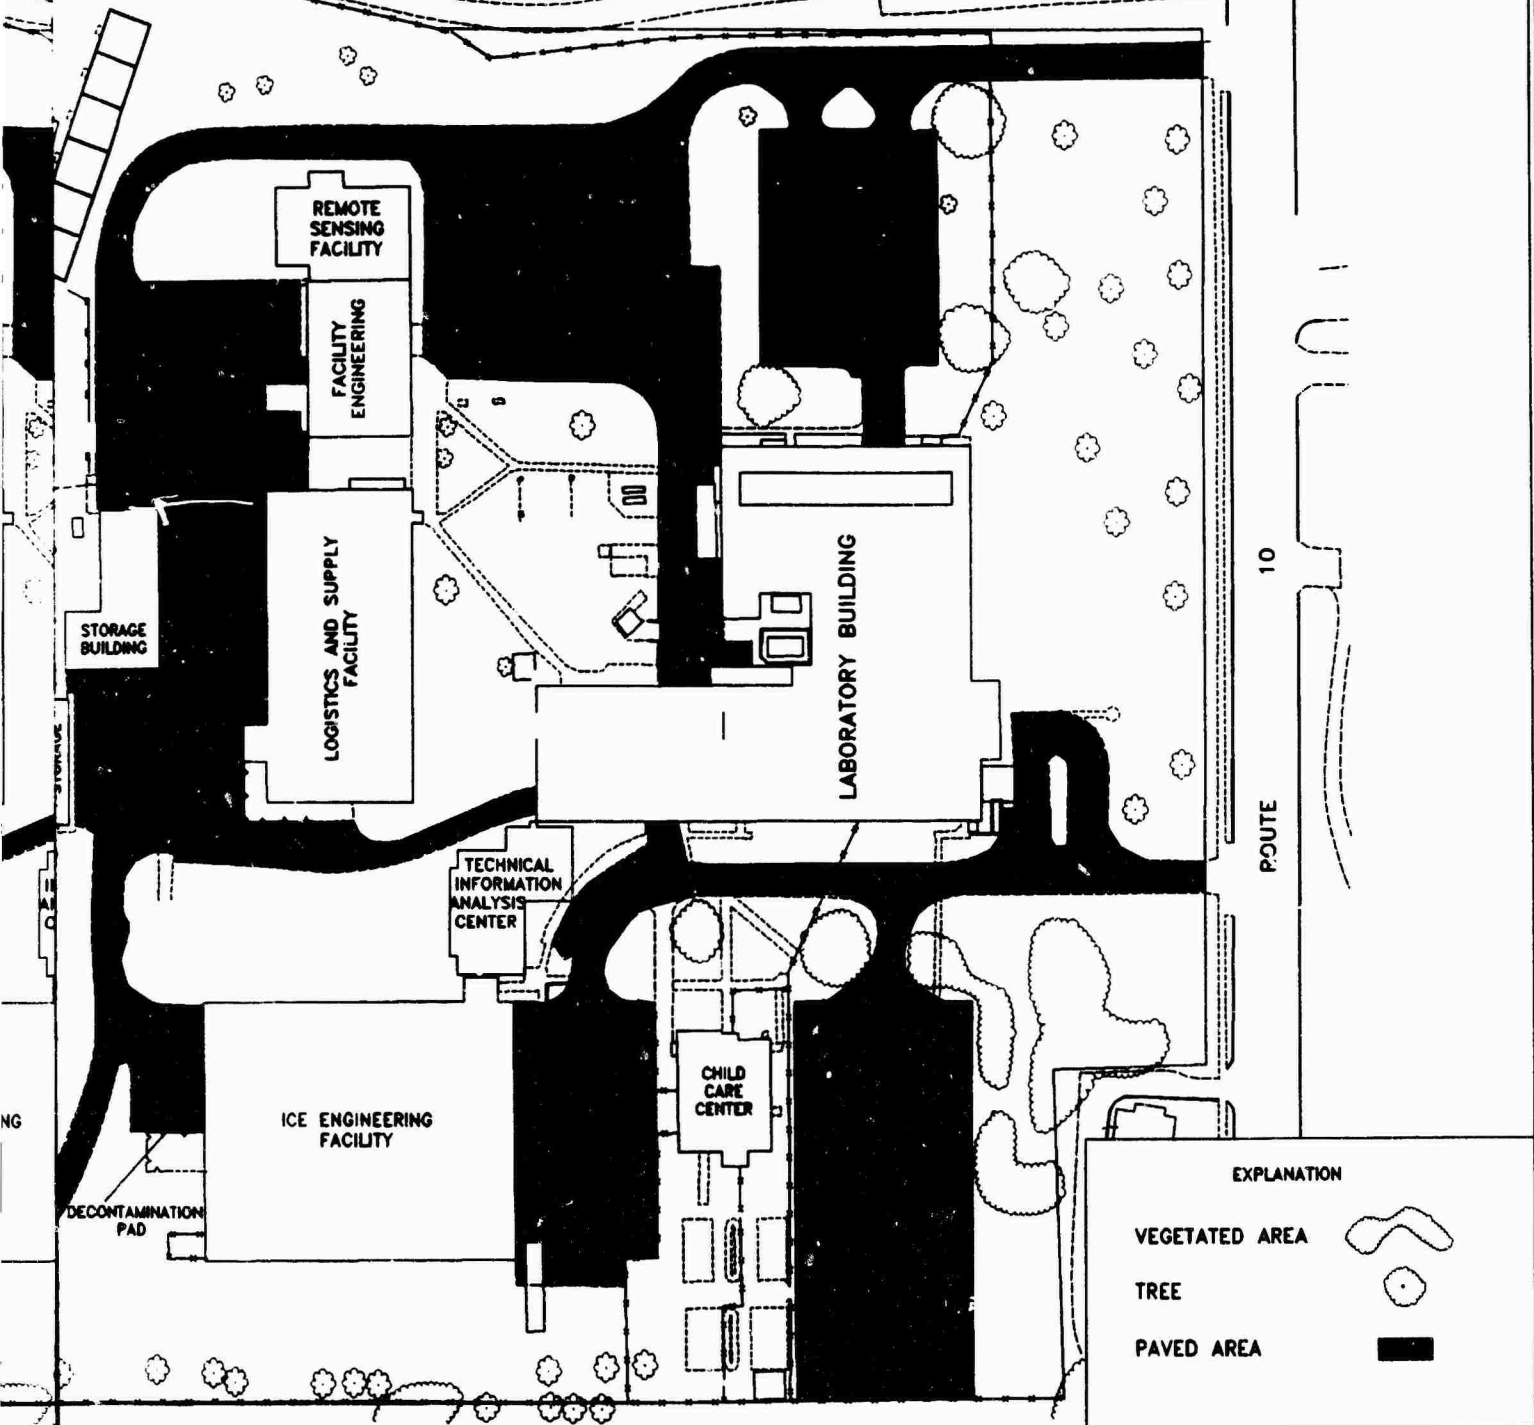 REMOTE
SENSING
FACILITY
FACILITY
ENGINEERING
STORAGE
BUILDING
LOGISTICS AND SUPPLY
FACILITY
LABORATORY BUILDING
ROUTE 10
STORAGE
TECHNICAL
INFORMATION
ANALYSIS
CENTER
CHILD
CARE
CENTER
ICE ENGINEERING
FACILITY
NG
DECONTAMINATION
PAD
EXPLANATION
VEGETATED AREA
TREE
PAVED AREA